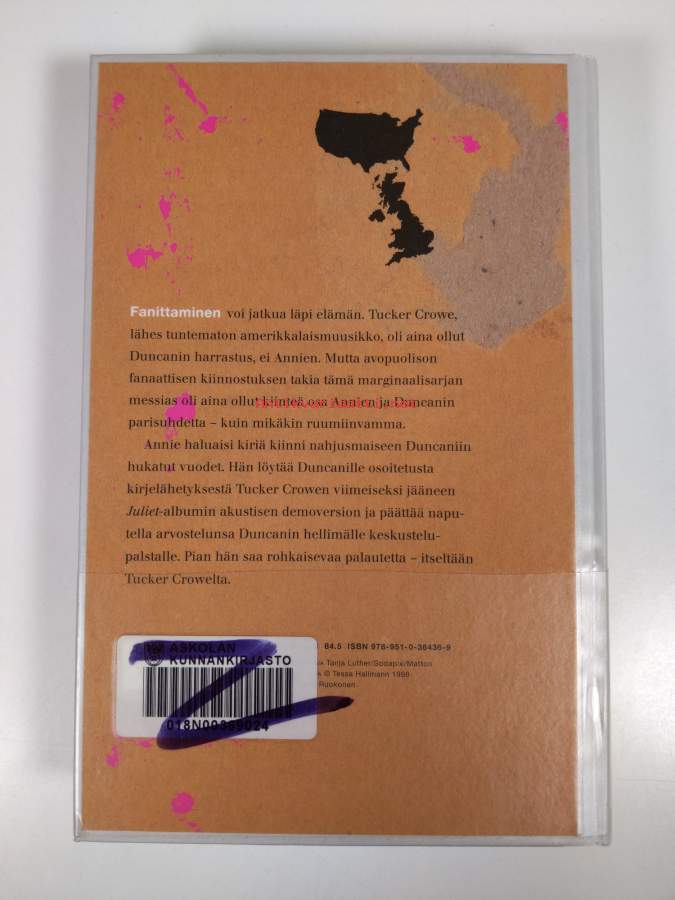 Fanittaminen voi jatkua läpi elämän. Tucker Crowe,
lähes tuntematon amerikkalaismuusikko, oli aina ollut
Duncanin harrastus, ei Annien. Mutta avopuolison
fanaattisen kiinnostuksen takia tämä marginaalisarjan
messias oli aina ollut kiinteä osa Annien ja Duncanin
parisuhdetta – kuin mikäkin ruumiinvamma.
Annie haluaisi kiriä kiinni nahjusmaiseen Duncaniin
hukatut vuodet. Hän löytää Duncanille osoitetusta
kirjelähetyksestä Tucker Crowen viimeiseksi jääneen
Juliet-albumin akustisen demoversion ja päättää napu-
tella arvostelunsa Duncanin hellimälle keskustelu-
palstalle. Pian hän saa rohkaisevaa palautetta – itseltään
Tucker Crowelta.
ASKOLAN
KUNNANKIRJASTO
84.5 ISBN 978-951-0-36436-9
Tanja Luther/Sodapix/Matton
© Tessa Hallmann 1998
Ruokonen